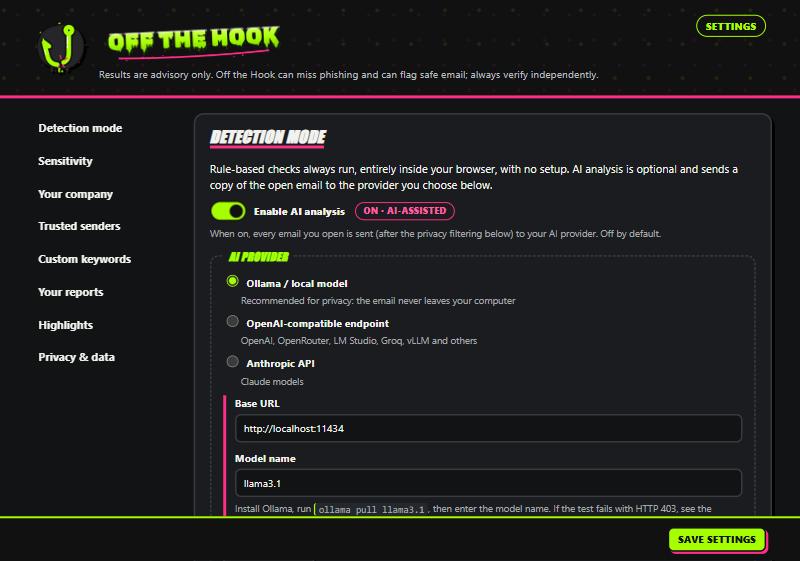 OFF THE HOOK
SETTINGS
Results are advisory only. Off the Hook can miss phishing and can flag safe email; always verify independently.
Detection mode
Sensitivity
Your company
Trusted senders
Custom keywords
Your reports
Highlights
Privacy & data
DETECTION MODE
Rule-based checks always run, entirely inside your browser, with no setup. AI analysis is optional and sends a
copy of the open email to the provider you choose below.
Enable AI analysis
ON · AI-ASSISTED
When on, every email you open is sent (after the privacy filtering below) to your AI provider. Off by default.
AI PROVIDER
Ollama / local model
Recommended for privacy: the email never leaves your computer
OpenAI-compatible endpoint
OpenAI, OpenRouter, LM Studio, Groq, vLLM and others
Anthropic API
Claude models
Base URL
http://localhost:11434
Model name
llama3.1
Install Ollama, run ollama pull llama3.1, then enter the model name. If the test fails with HTTP 403, see the
SAVE SETTINGS